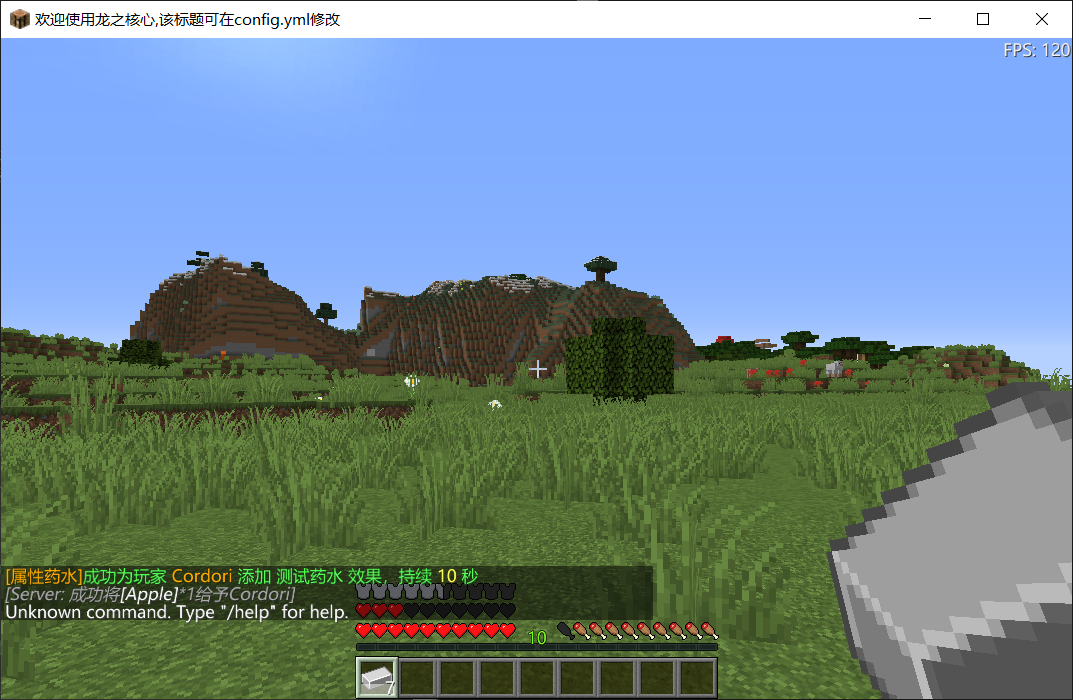 欢迎使用龙之核心,该标题可在config.yml修改
FPS: 120
[属性药水]成功为玩家 Cordori 添加 测试药水 效果，持续 10 秒
[Server: 成功将[Apple]*1给予Cordori]
Unknown command. Type "/help" for help.
10
7